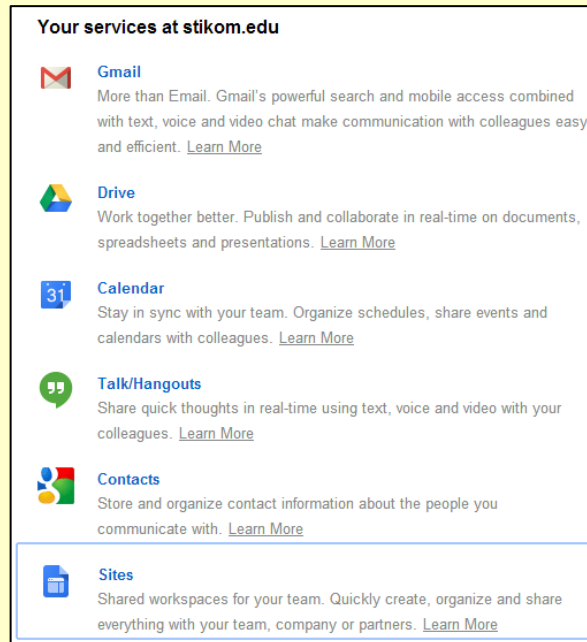 Your services at stikom.edu
Gmail
More than Email. Gmail's powerful search and mobile access combined
with text, voice and video chat make communication with colleagues easy
and efficient. Learn More
Drive
Work together better. Publish and collaborate in real-time on documents,
spreadsheets and presentations. Learn More
31
Calendar
Stay in sync with your team. Organize schedules, share events and
calendars with colleagues. Learn More
Talk/Hangouts
Share quick thoughts in real-time using text, voice and video with your
colleagues. Learn More
Contacts
Store and organize contact information about the people you
communicate with. Learn More
Sites
Shared workspaces for your team. Quickly create, organize and share
everything with your team, company or partners. Learn More